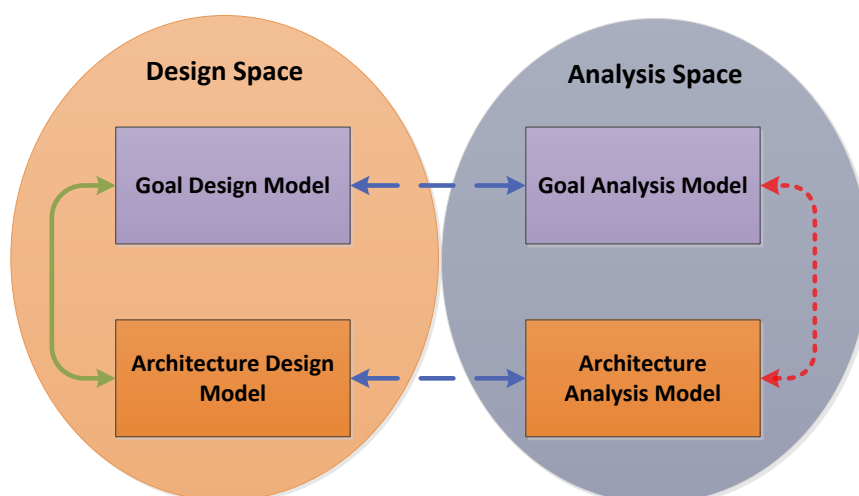 Design Space
Analysis Space
Goal Design Model
Goal Analysis Model
Architecture Design
Model
Architecture
Analysis Model